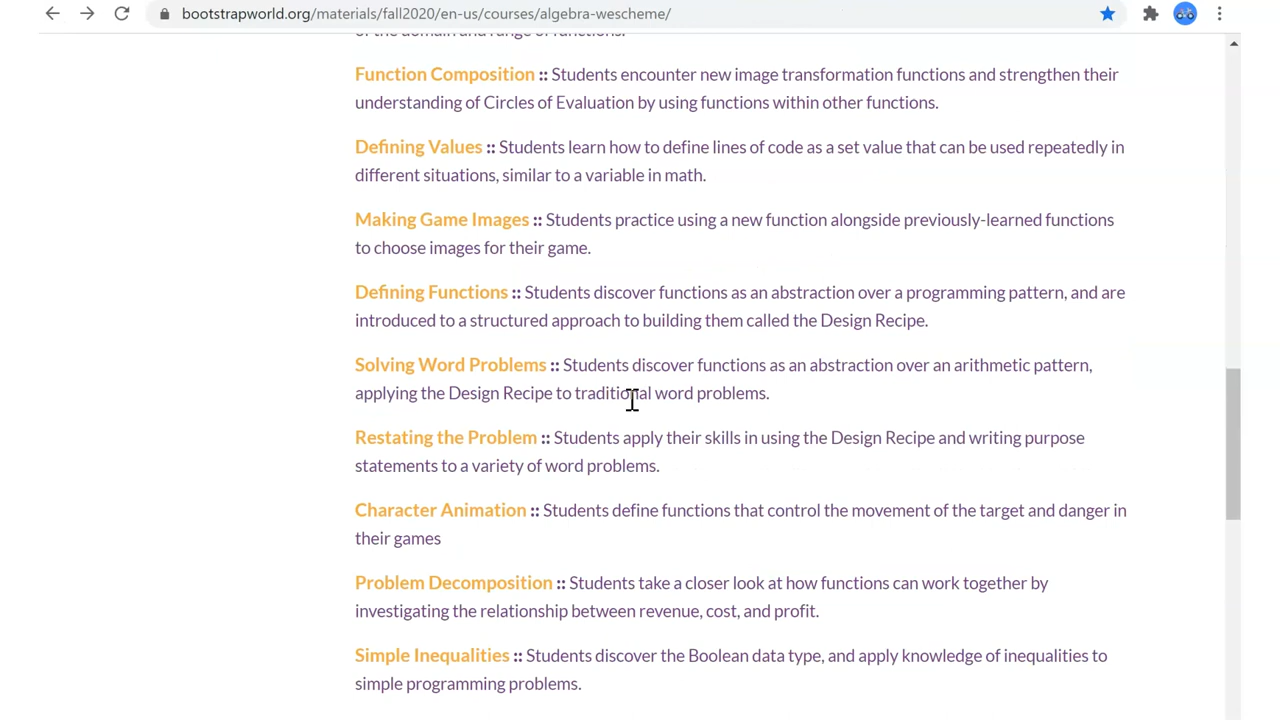 bootstrapworld.org/materials/fall2020/en-us/courses/algebra-wescheme/
of the domain and range of functions.
Function Composition :: Students encounter new image transformation functions and strengthen their
understanding of Circles of Evaluation by using functions within other functions.
Defining Values :: Students learn how to define lines of code as a set value that can be used repeatedly in
different situations, similar to a variable in math.
Making Game Images :: Students practice using a new function alongside previously-learned functions
to choose images for their game.
Defining Functions :: Students discover functions as an abstraction over a programming pattern, and are
introduced to a structured approach to building them called the Design Recipe.
Solving Word Problems :: Students discover functions as an abstraction over an arithmetic pattern,
applying the Design Recipe to traditional word problems.
Restating the Problem :: Students apply their skills in using the Design Recipe and writing purpose
statements to a variety of word problems.
Character Animation :: Students define functions that control the movement of the target and danger in
their games
Problem Decomposition :: Students take a closer look at how functions can work together by
investigating the relationship between revenue, cost, and profit.
Simple Inequalities :: Students discover the Boolean data type, and apply knowledge of inequalities to
simple programming problems.